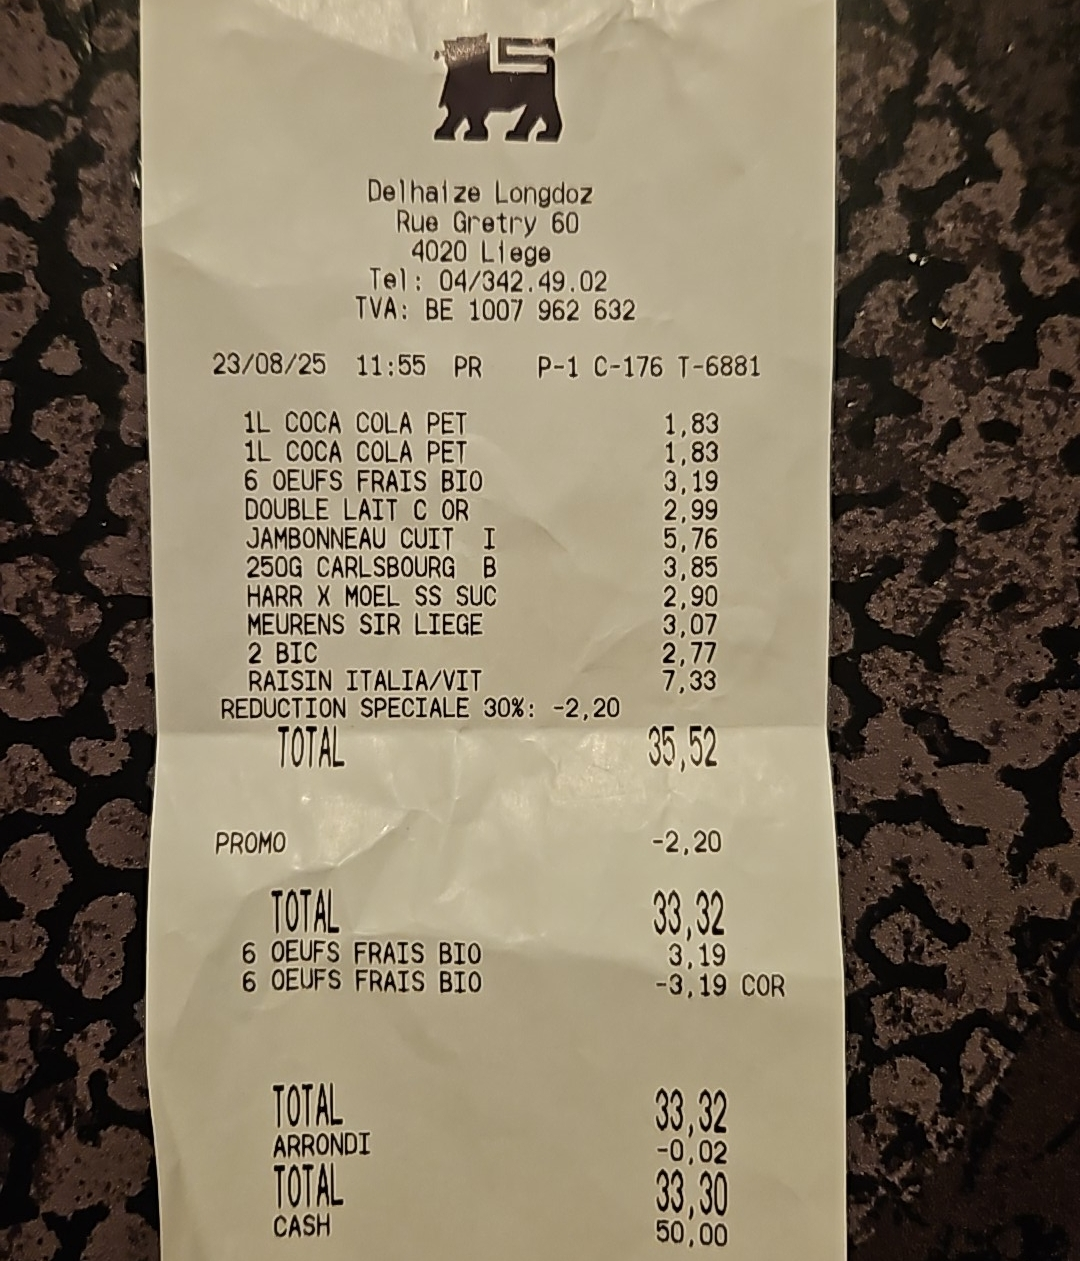 Delhaize Longdoz
Rue Gretry 60
4020 Liege
Tel: 04/342.49.02
TVA: BE 1007 962 632
23/08/25 11:55 PR P-1 C-176 T-6881
1L COCA COLA PET 1,83
1L COCA COLA PET 1,83
6 OEUFS FRAIS BIO 3,19
DOUBLE LAIT C OR 2,99
JAMBONNEAU CUIT I 5,76
250G CARLSBOURG B 3,85
HARR X MOEL SS SUC 2,90
MEURENS SIR LIEGE 3,07
2 BIC 2,77
RAISIN ITALIA/VIT 7,33
REDUCTION SPECIALE 30%: -2,20
TOTAL 35,52
PROMO -2,20
TOTAL 33,32
6 OEUFS FRAIS BIO 3,19
6 OEUFS FRAIS BIO -3,19 COR
TOTAL 33,32
ARRONDI -0,02
TOTAL 33,30
CASH 50,00